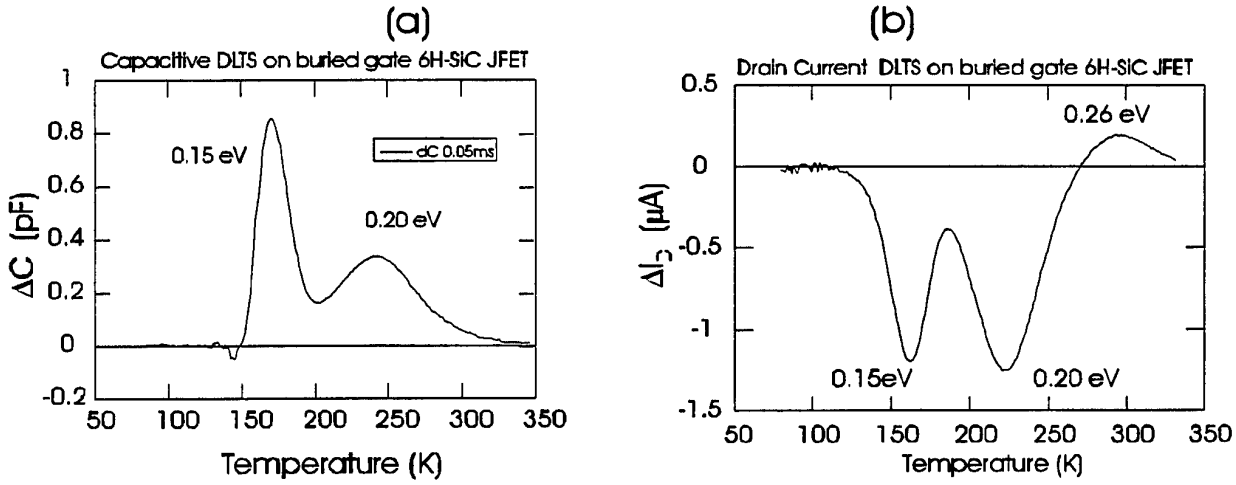 (a)
Capacitive DLTS on buried gate 6H-SiC JFET
1
0.8
0.6
0.4
0.2
0
-0.2
ΔC (pF)
0.15 eV
dC 0.05ms
0.20 eV
50 100 150 200 250 300 350
Temperature (K)
(b)
Drain Current DLTS on buried gate 6H-SiC JFET
0.5
0
-0.5
-1
-1.5
ΔI_D (μA)
0.26 eV
0.15eV
0.20 eV
50 100 150 200 250 300 350
Temperature (K)